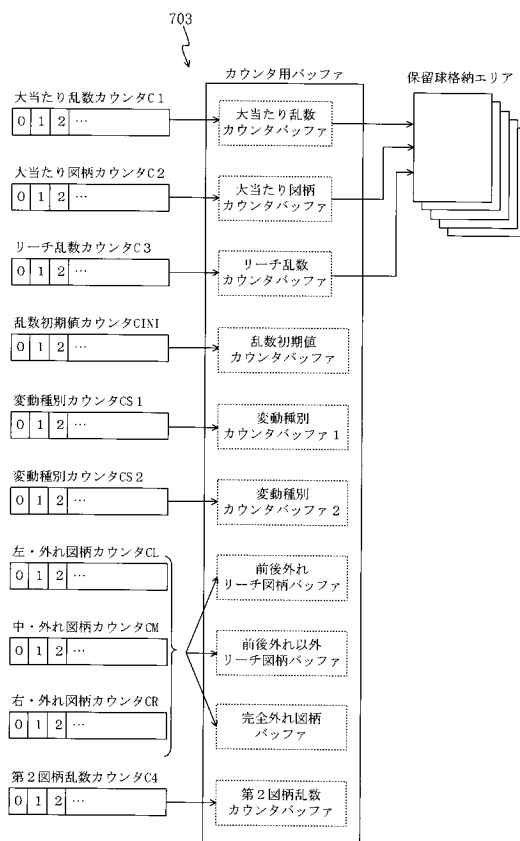 703
カウンタ用バッファ
保留球格納エリア
大当たり乱数カウンタC1
0 1 2 …
大当たり乱数
カウンタバッファ
大当たり図柄カウンタC2
0 1 2 …
大当たり図柄
カウンタバッファ
リーチ乱数カウンタC3
0 1 2 …
リーチ乱数
カウンタバッファ
乱数初期値カウンタCINI
0 1 2 …
乱数初期値
カウンタバッファ
変動種別カウンタCS1
0 1 2 …
変動種別
カウンタバッファ1
変動種別カウンタCS2
0 1 2 …
変動種別
カウンタバッファ2
左・外れ図柄カウンタCL
0 1 2 …
前後外れ
リーチ図柄バッファ
中・外れ図柄カウンタCM
0 1 2 …
前後外れ以外
リーチ図柄バッファ
右・外れ図柄カウンタCR
0 1 2 …
完全外れ図柄
バッファ
第2図柄乱数カウンタC4
0 1 2 …
第2図柄乱数
カウンタバッファ